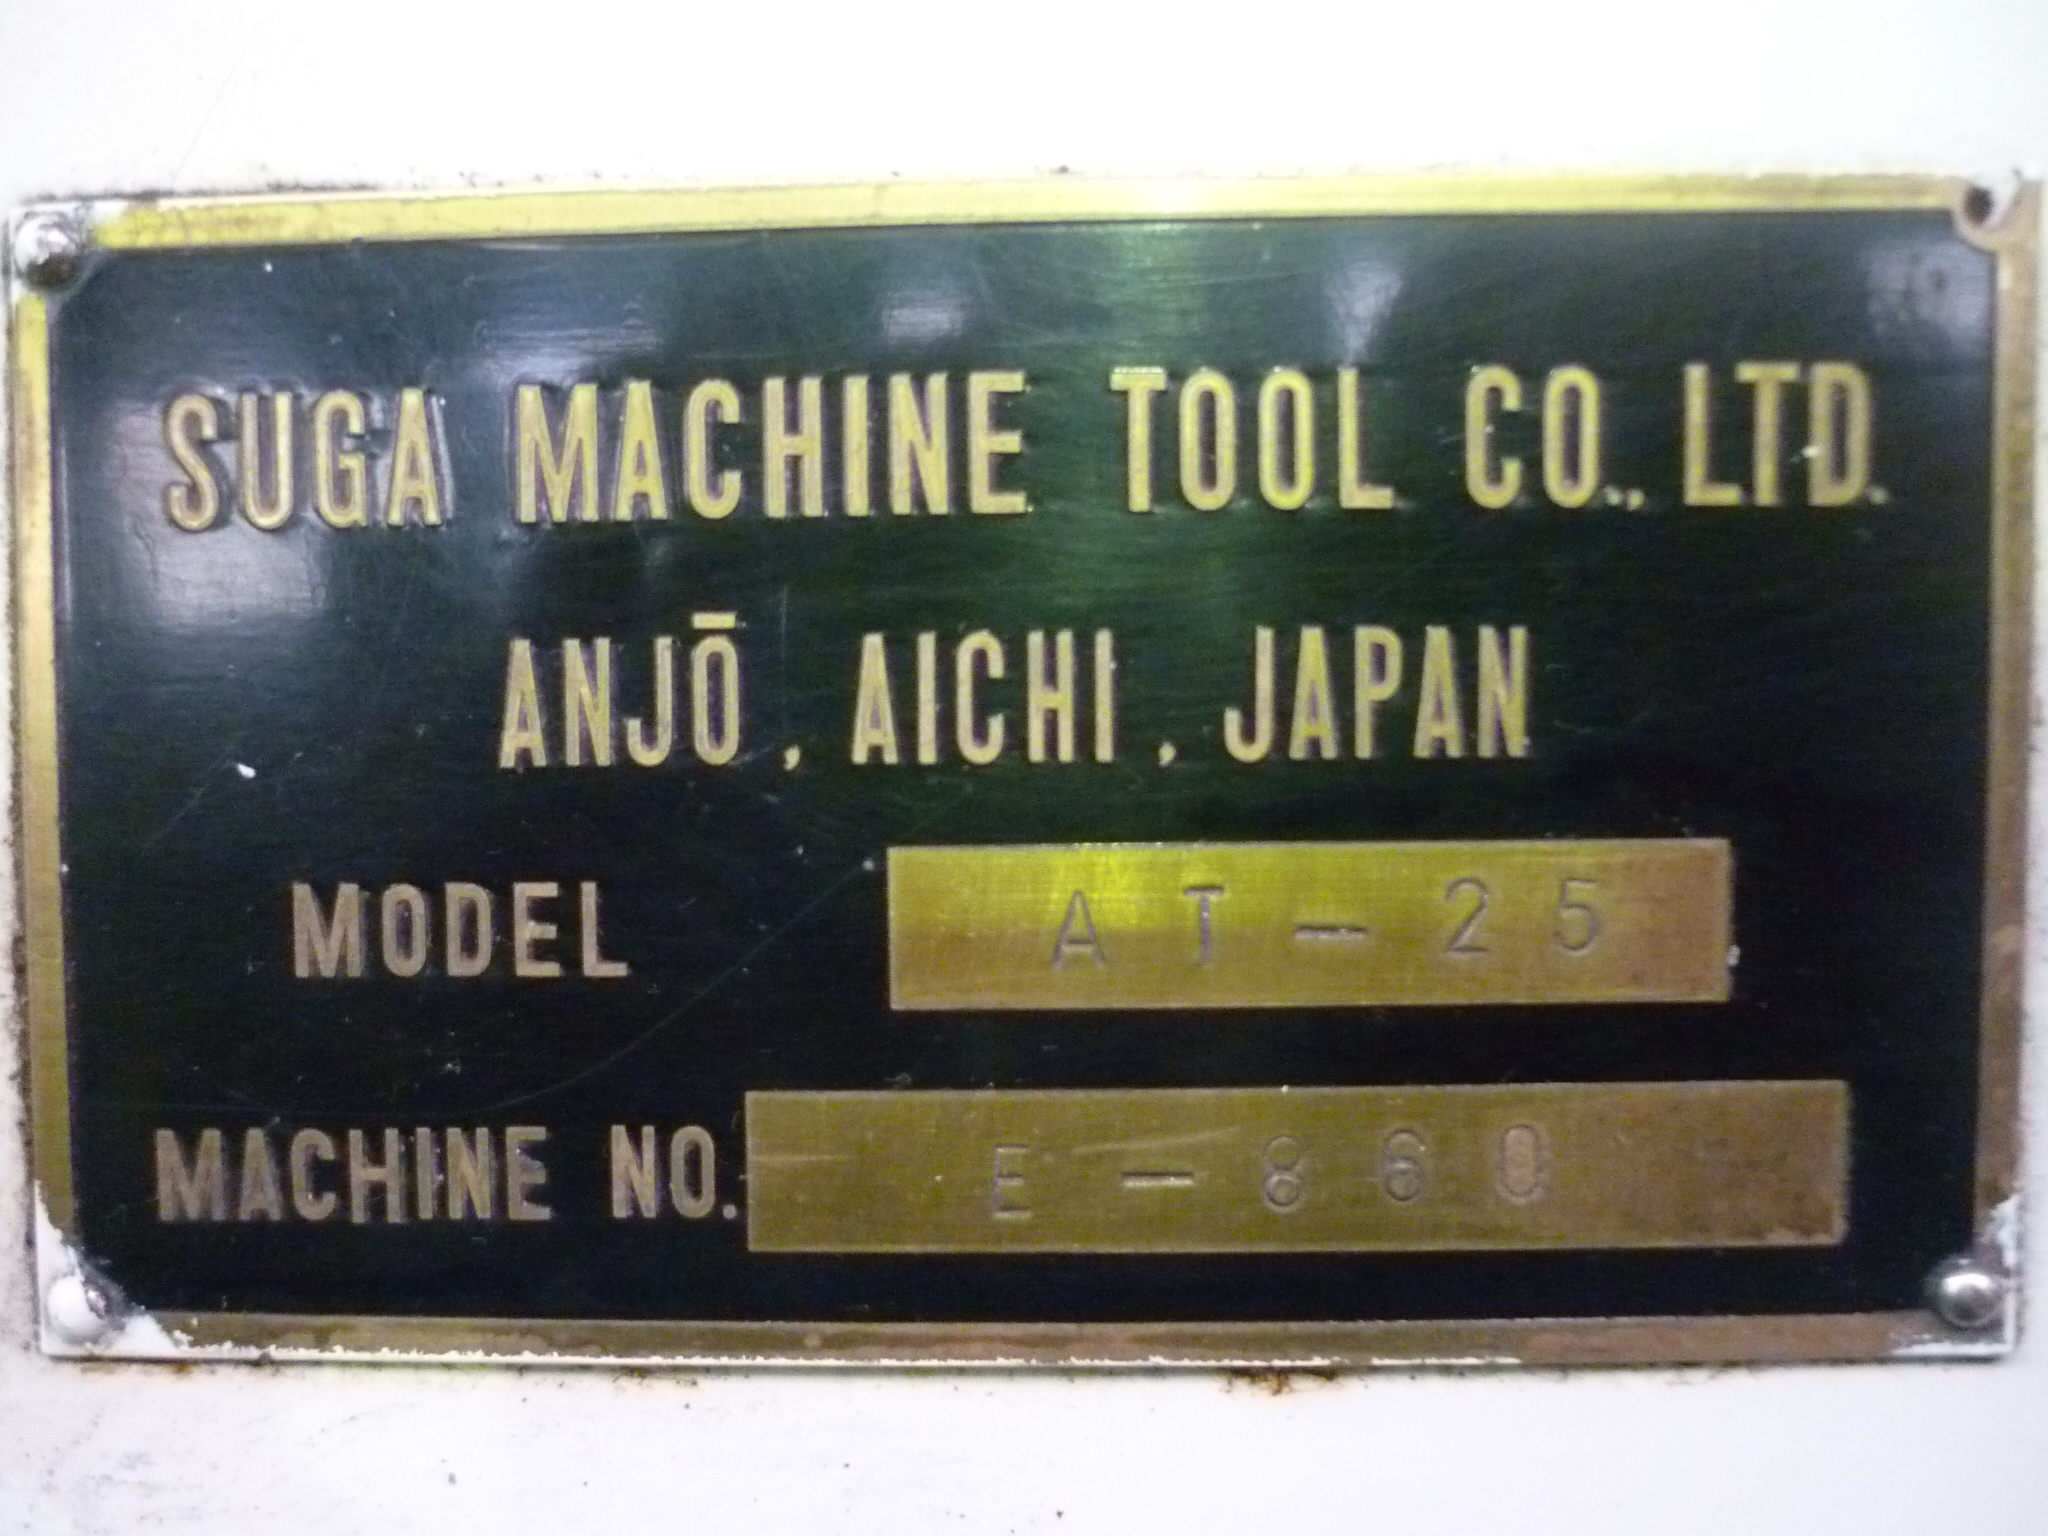 SUGA MACHINE TOOL CO., LTD.
ANJŌ, AICHI, JAPAN
MODEL AT-25
MACHINE NO. E-860